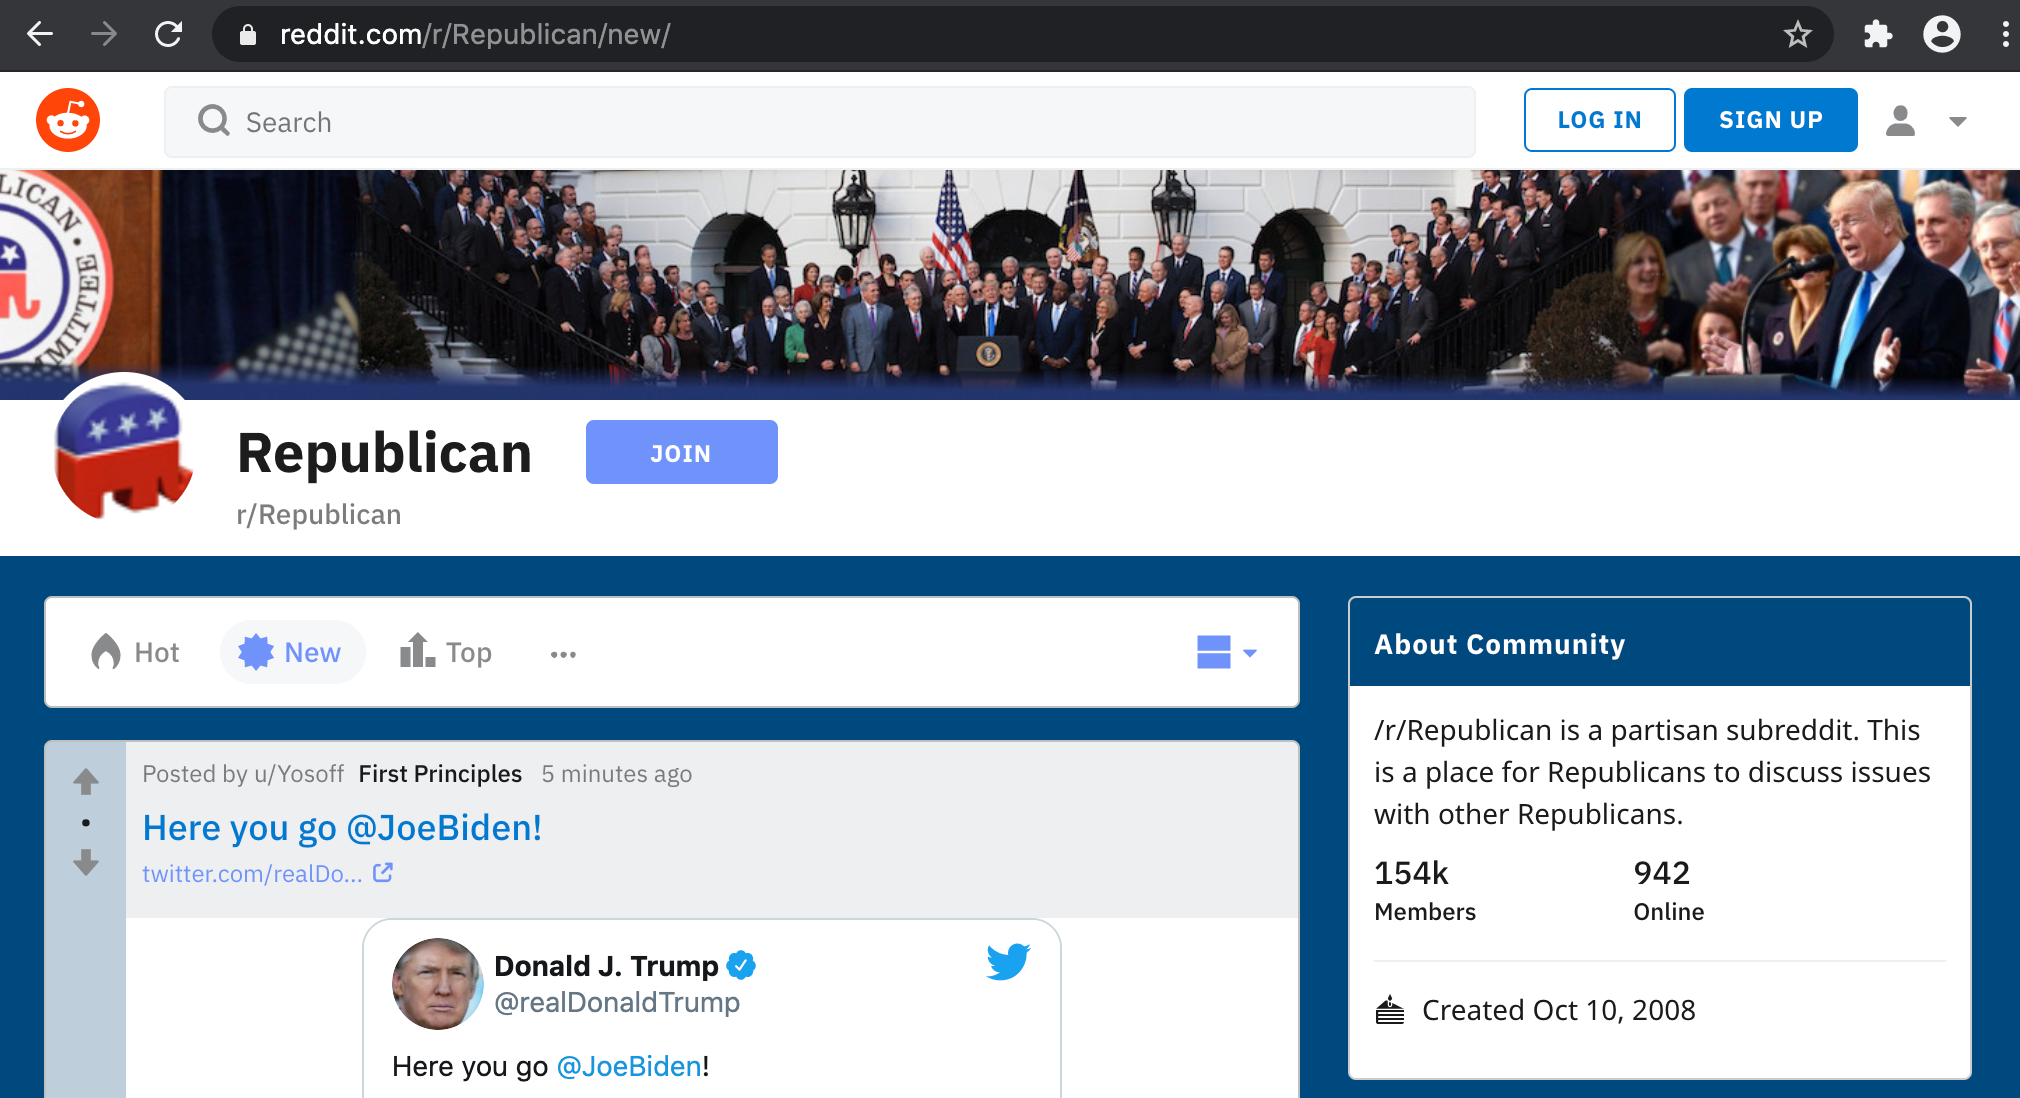 reddit.com/r/Republican/new/
Search
LOG IN
SIGN UP
LICAN
MITTEE
Republican
JOIN
r/Republican
Hot
New
Top
...
Posted by u/Yosoff First Principles 5 minutes ago
Here you go @JoeBiden!
twitter.com/realDo...
Donald J. Trump
@realDonaldTrump
Here you go @JoeBiden!
About Community
/r/Republican is a partisan subreddit. This
is a place for Republicans to discuss issues
with other Republicans.
154k
Members
942
Online
Created Oct 10, 2008